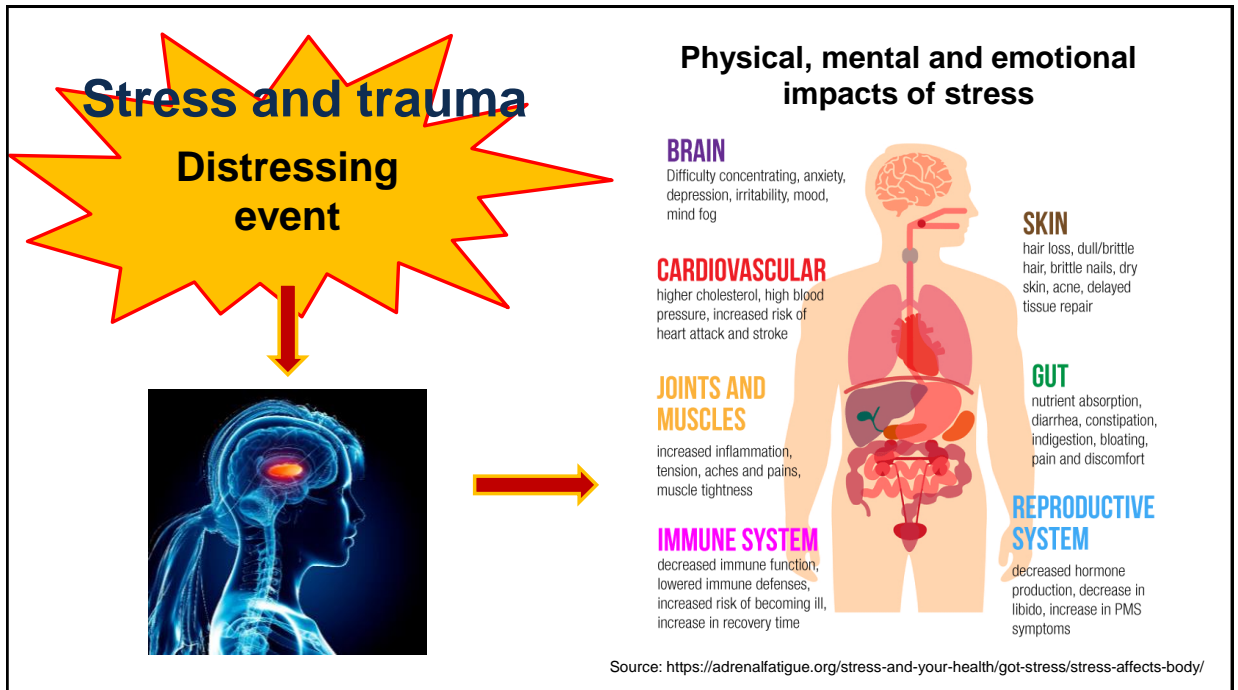 Stress and trauma
Distressing
event
Physical, mental and emotional
impacts of stress
BRAIN
Difficulty concentrating, anxiety,
depression, irritability, mood,
mind fog
CARDIOVASCULAR
higher cholesterol, high blood
pressure, increased risk of
heart attack and stroke
JOINTS AND
MUSCLES
increased inflammation,
tension, aches and pains,
muscle tightness
IMMUNE SYSTEM
decreased immune function,
lowered immune defenses,
increased risk of becoming ill,
increase in recovery time
SKIN
hair loss, dull/brittle
hair, brittle nails, dry
skin, acne, delayed
tissue repair
GUT
nutrient absorption,
diarrhea, constipation,
indigestion, bloating,
pain and discomfort
REPRODUCTIVE
SYSTEM
decreased hormone
production, decrease in
libido, increase in PMS
symptoms
Source: https://adrenalfatigue.org/stress-and-your-health/got-stress/stress-affects-body/